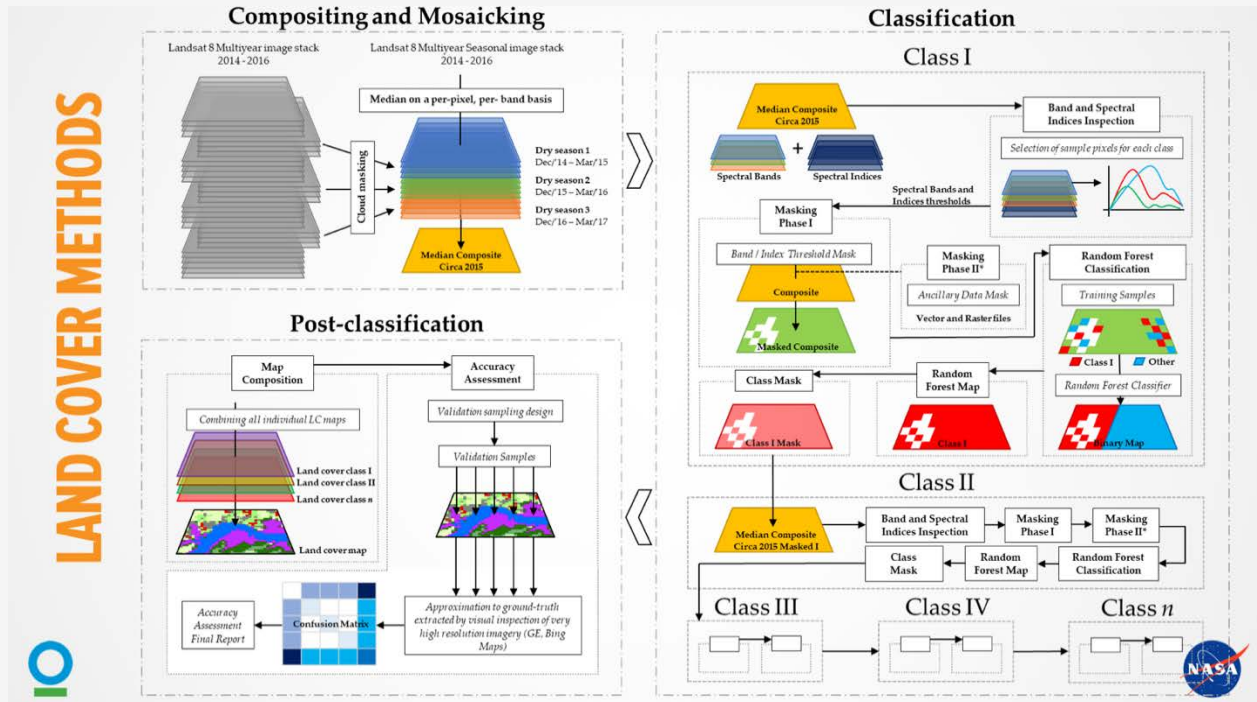 LAND COVER METHODS
Compositing and Mosaicking
Landsat 8 Multiyear image stack
2014 - 2016
Landsat 8 Multiyear Seasonal image stack
2014 - 2016
Median on a per-pixel, per- band basis
Cloud masking
Dry season 1
Dec/'14 – Mar/'15
Dry season 2
Dec/'15 – Mar/'16
Dry season 3
Dec/'16 – Mar/'17
Median Composite
Circa 2015
Classification
Class I
Median Composite
Circa 2015
Spectral Bands
+
Spectral Indices
Band and Spectral
Indices Inspection
Selection of sample pixels for each class
Spectral Bands and
Indices thresholds
Masking
Phase I
Band / Index Threshold Mask
Composite
Masked Composite
Masking
Phase II*
Ancillary Data Mask
Vector and Raster files
Random Forest
Classification
Training Samples
Class I
Other
Random Forest Classifier
Binary Map
Random
Forest Map
Class I
Class Mask
Class I Mask
Class II
Median Composite
Circa 2015 Masked I
Band and Spectral
Indices Inspection
Masking
Phase I
Masking
Phase II*
Random Forest
Classification
Random
Forest Map
Class
Mask
Class III
Class IV
Class n
Post-classification
Map
Composition
Combining all individual LC maps
Land cover class I
Land cover class II
Land cover class n
Land cover map
Accuracy
Assessment
Validation sampling design
Validation Samples
Approximation to ground-truth
extracted by visual inspection of very
high resolution imagery (GE, Bing
Maps)
Confusion Matrix
Accuracy
Assessment
Final Report
NASA